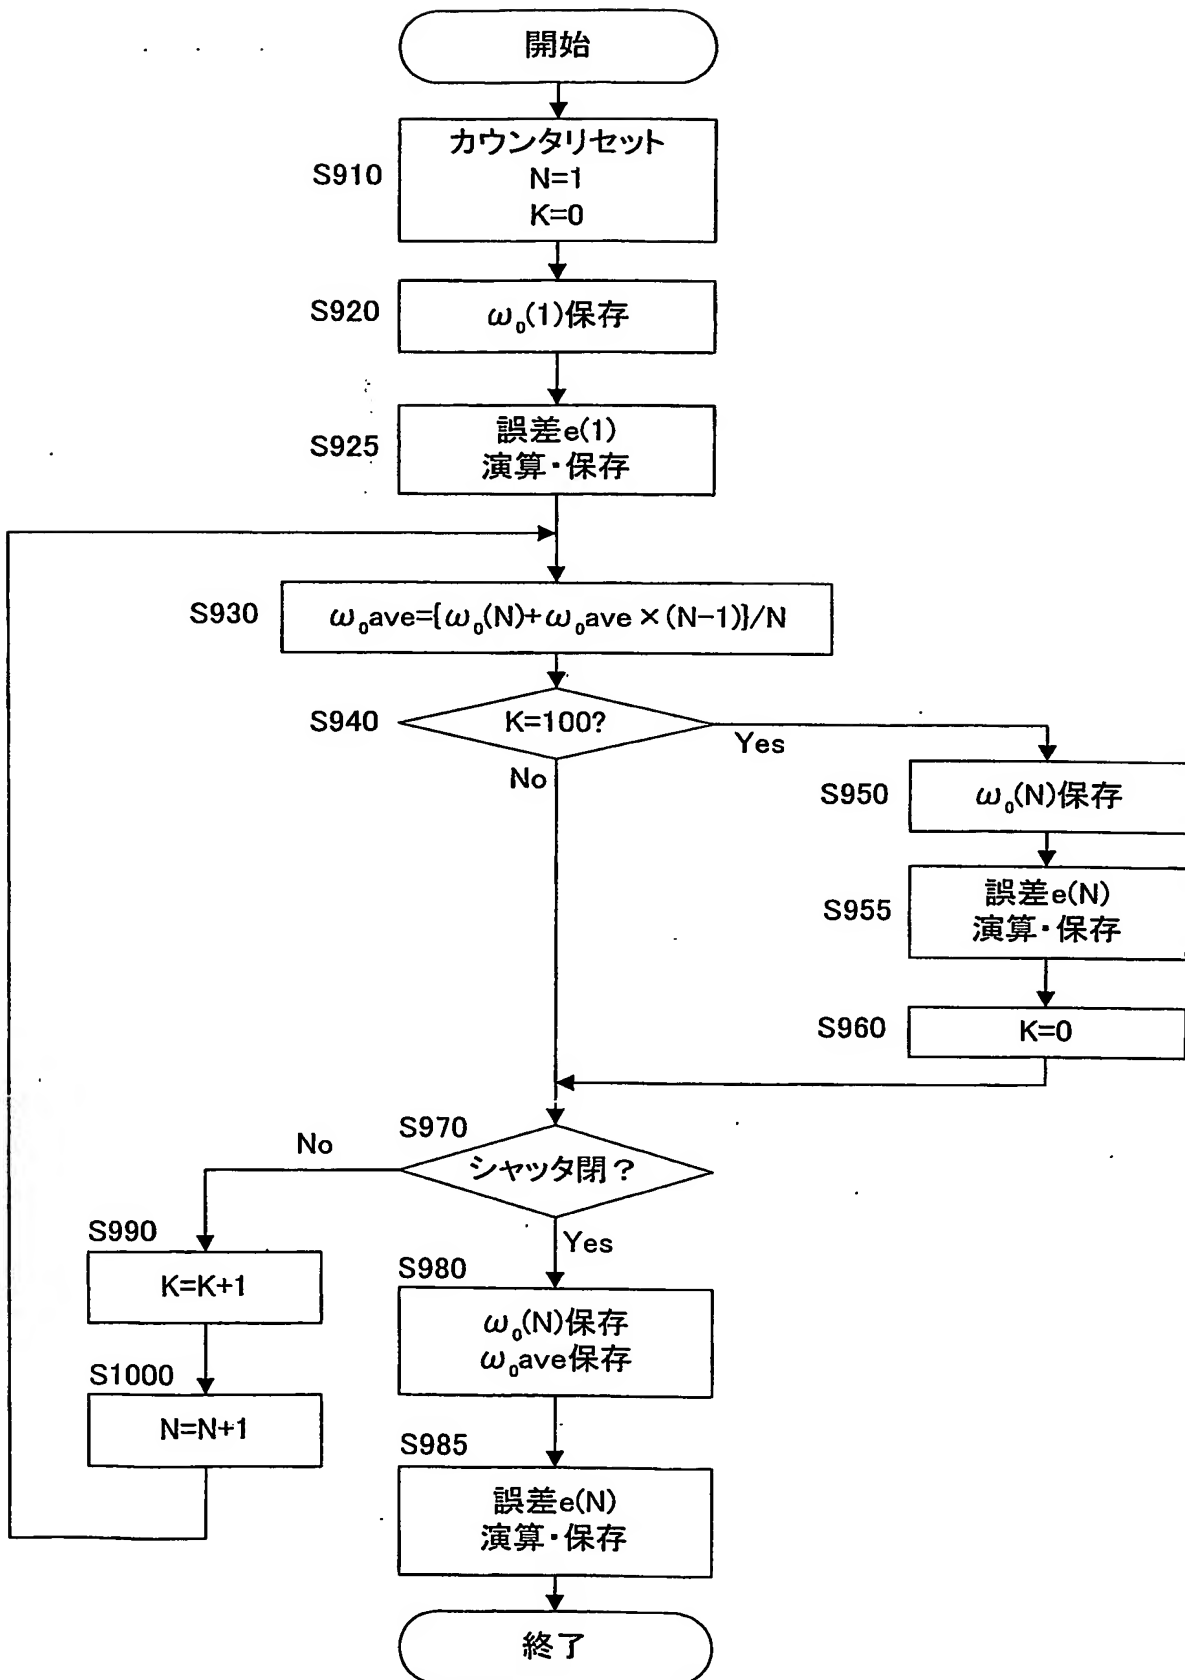 開始
カウンタリセット
S910
N=1
K=0
S920
ω₀(1)保存
S925
誤差e(1)
演算・保存
S930
ω₀ave={ω₀(N)+ω₀ave×(N-1)}/N
S940
K=100?
Yes
No
S950
ω₀(N)保存
S955
誤差e(N)
演算・保存
S960
K=0
S970
No
シャッタ閉?
Yes
S990
K=K+1
S1000
N=N+1
S980
ω₀(N)保存
ω₀ave保存
S985
誤差e(N)
演算・保存
終了